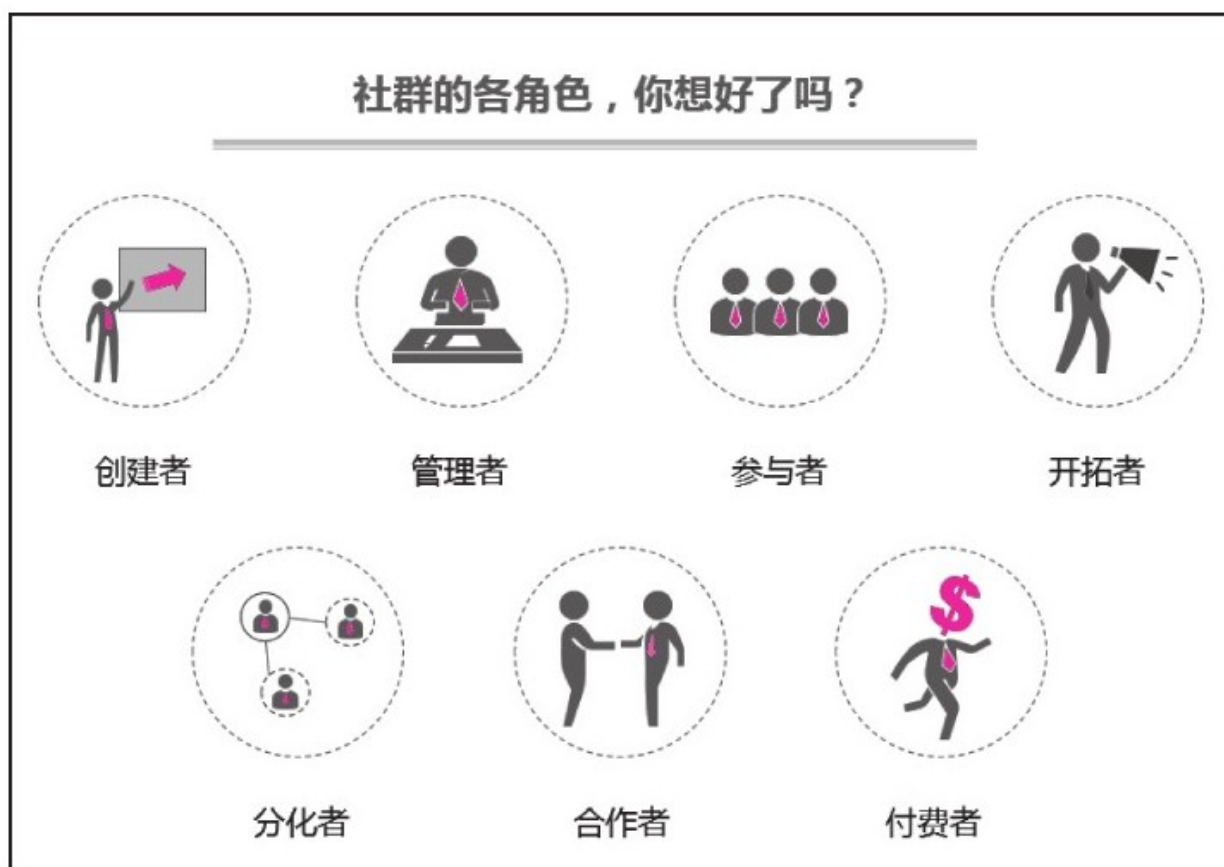 社群的各角色，你想好了吗？
创建者
管理者
参与者
开拓者
分化者
合作者
付费者